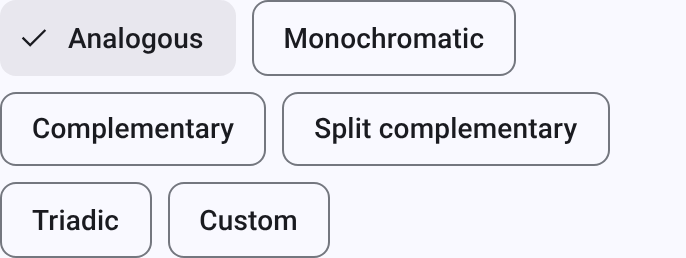 Analogous Monochromatic
Complementary Split complementary
Triadic Custom